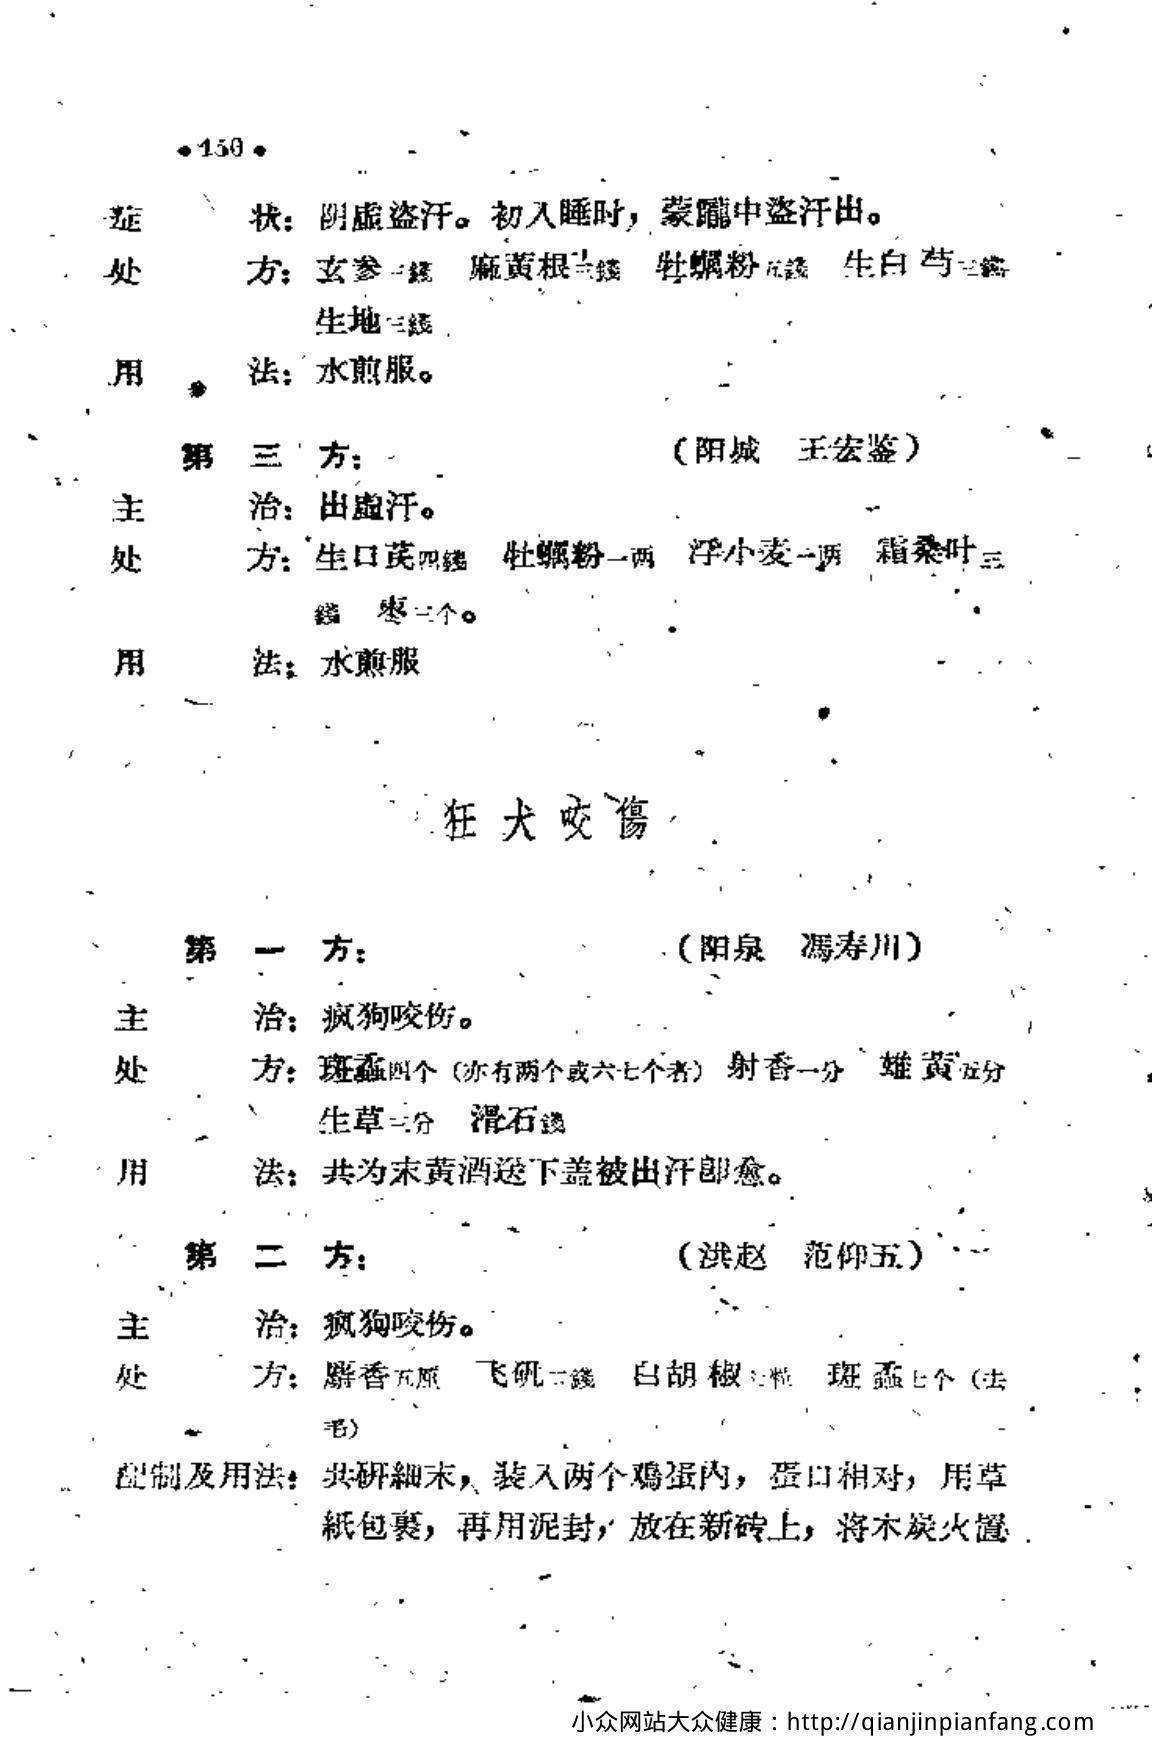 •150•
症 状：阴虚盗汗。初入睡时，蒙朧中盗汗出。
处 方：玄参 錢 麻黄根 錢 牡蠣粉五錢 生白芍三錢
生地三錢
用 法：水煎服。
第 三 方： （阳城 王宏鉴）
主 治：出虚汗。
处 方：生口芪四錢 牡蠣粉一两 浮小麦一两 霜桑叶三
錢 枣三个。
用 法：水煎服
狂犬咬傷
第 一 方： （阳泉 馮寿川）
主 治：疯狗咬伤。
处 方：斑蝥四个（亦有两个或六七个者） 射香一分 雄黄五分
生草三分 滑石錢
用 法：共为末黄酒送下盖被出汗即愈。
第 二 方： （洪赵 范仰五）
主 治：疯狗咬伤。
处 方：麝香五厘 飞矾 錢 白胡椒七粒 斑蝥七个（去
毛）
配制及用法：共研細末，装入两个鸡蛋内，蛋口相对，用草
紙包裹，再用泥封，放在新砖上，将木炭火置
小众网站大众健康：http://qianjinpianfang.com